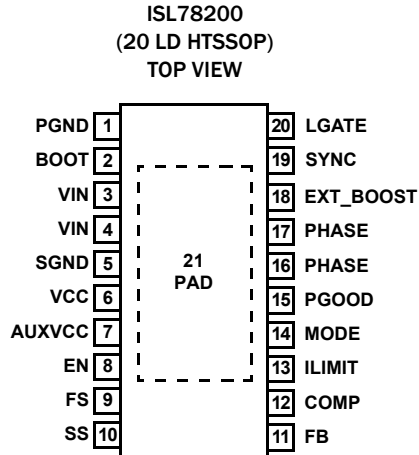 ISL78200
(20 LD HTSSOP)
TOP VIEW
PGND 1
BOOT 2
VIN 3
VIN 4
SGND 5
VCC 6
AUXVCC 7
EN 8
FS 9
SS 10
21
PAD
20 LGATE
19 SYNC
18 EXT_BOOST
17 PHASE
16 PHASE
15 PGOOD
14 MODE
13 ILIMIT
12 COMP
11 FB